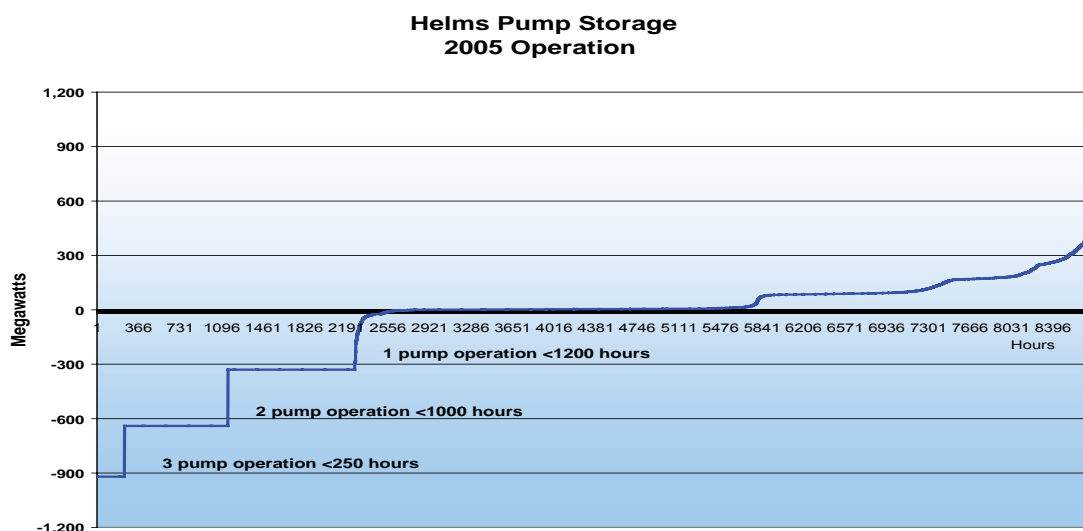 Helms Pump Storage
2005 Operation
1,200
900
600
300
0
-300
-600
-900
-1,200
Megawatts
1 366 731 1096 1461 1826 2191 2556 2921 3286 3651 4016 4381 4746 5111 5476 5841 6206 6571 6936 7301 7666 8031 8396
Hours
1 pump operation <1200 hours
2 pump operation <1000 hours
3 pump operation <250 hours